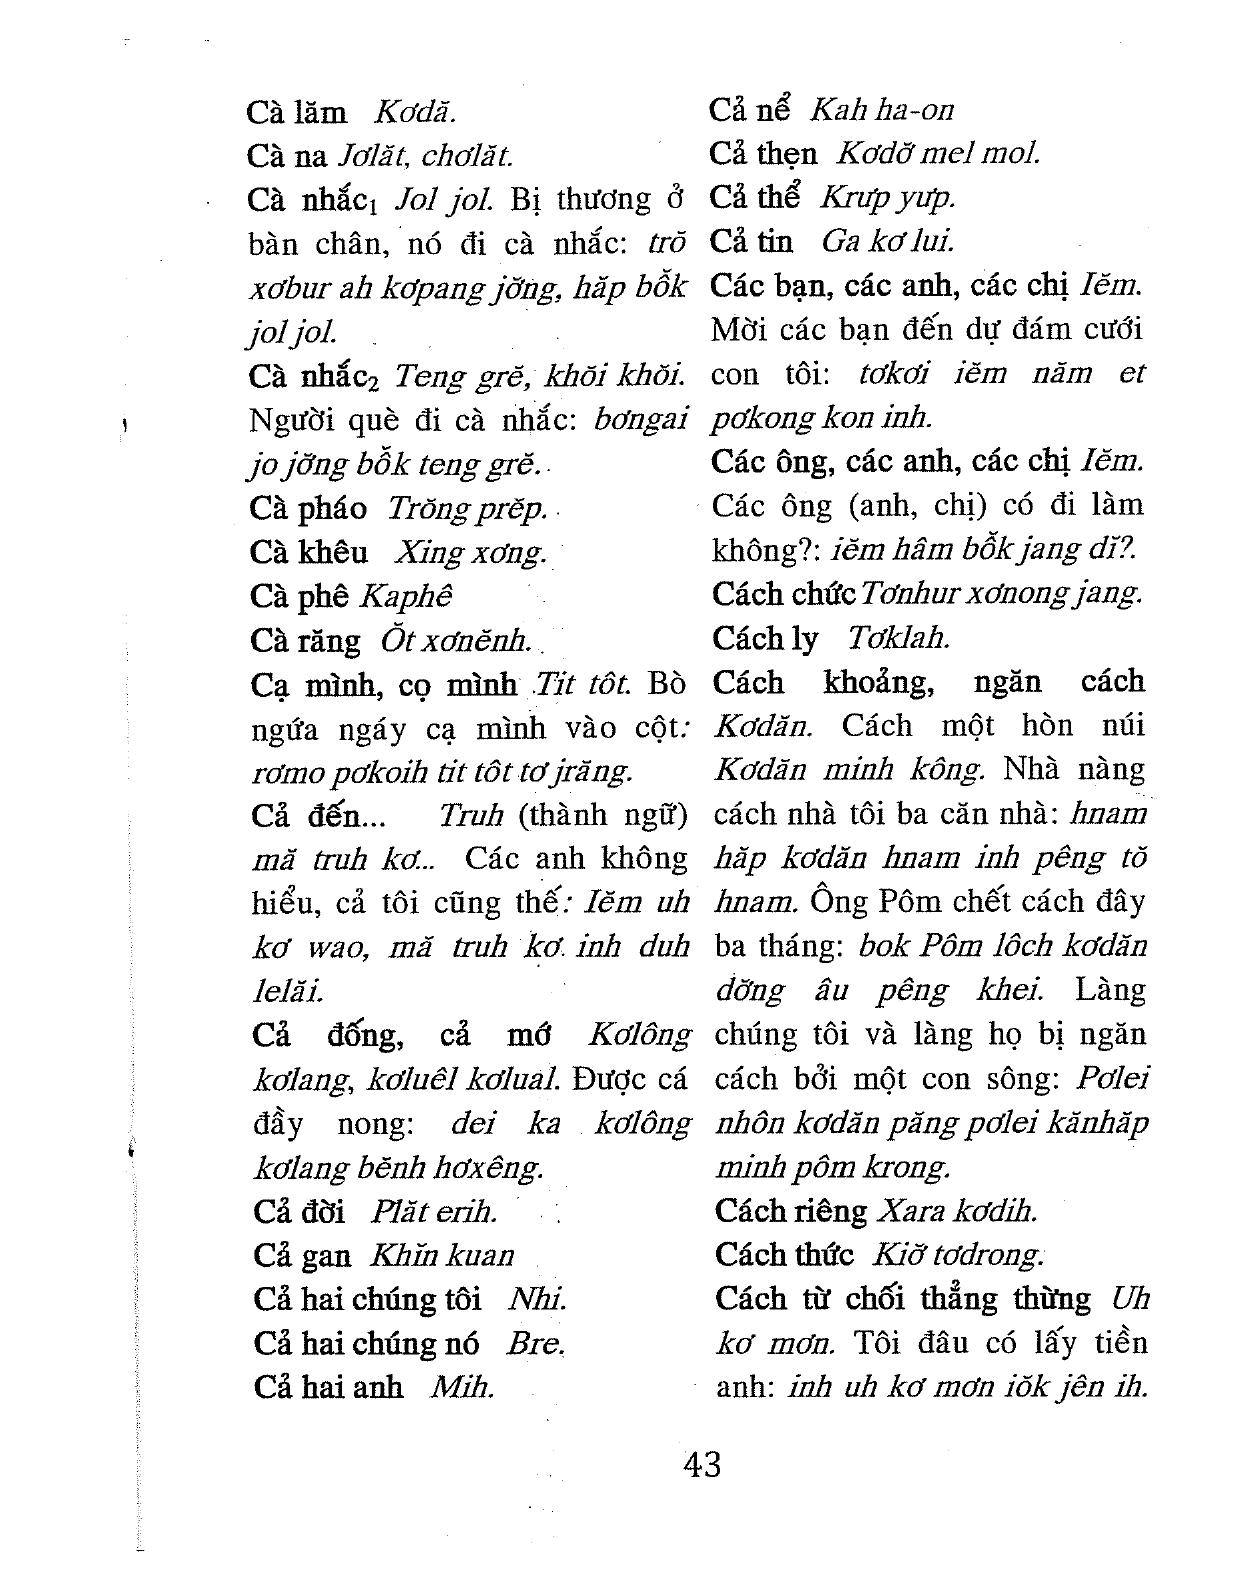 Cà lăm Kơdă.
Cà na Jơlăt, chơlăt.
Cà nhắc₁ Jol jol. Bị thương ở
bàn chân, nó đi cà nhắc: trŏ
xơbur ah kơpang jơ̆ng, hăp bô̆k
jol jol.
Cà nhắc₂ Teng grĕ, khŏi khŏi.
Người què đi cà nhắc: bơngai
jo jơ̆ng bô̆k teng grĕ.
Cà pháo Trŏng prĕp.
Cà khêu Xing xơng.
Cà phê Kaphê
Cà răng Ŏt xơnĕnh.
Cạ mình, cọ mình Tit tôt. Bò
ngứa ngáy cạ mình vào cột:
rơmo pơkoih tit tôt tơ jrăng.
Cả đến... Truh (thành ngữ)
mă truh kơ... Các anh không
hiểu, cả tôi cũng thế: Iĕm uh
kơ wao, mă truh kơ inh duh
lelăi.
Cả đống, cả mớ Kơlông
kơlang, kơluêl kơlual. Được cá
đầy nong: dei ka kơlông
kơlang bĕnh hơxêng.
Cả đời Plăt erih.
Cả gan Khĭn kuan
Cả hai chúng tôi Nhi.
Cả hai chúng nó Bre.
Cả hai anh Mih.
Cả nể Kah ha-on
Cả thẹn Kơdơ̆ mel mol.
Cả thể Krưp yưp.
Cả tin Ga kơ lui.
Các bạn, các anh, các chị Iĕm.
Mời các bạn đến dự đám cưới
con tôi: tơkơi iĕm năm et
pơkong kon inh.
Các ông, các anh, các chị Iĕm.
Các ông (anh, chị) có đi làm
không?: iĕm hâm bô̆k jang dĭ?.
Cách chức Tơnhur xơnong jang.
Cách ly Tơklah.
Cách khoảng, ngăn cách
Kơdăn. Cách một hòn núi
Kơdăn minh kông. Nhà nàng
cách nhà tôi ba căn nhà: hnam
hăp kơdăn hnam inh pêng tŏ
hnam. Ông Pôm chết cách đây
ba tháng: bok Pôm lôch kơdăn
dơ̆ng âu pêng khei. Làng
chúng tôi và làng họ bị ngăn
cách bởi một con sông: Pơlei
nhôn kơdăn păng pơlei kănhăp
minh pôm krong.
Cách riêng Xara kơdih.
Cách thức Kiơ̆ tơdrong.
Cách từ chối thẳng thừng Uh
kơ mơn. Tôi đâu có lấy tiền
anh: inh uh kơ mơn iŏk jên ih.
43